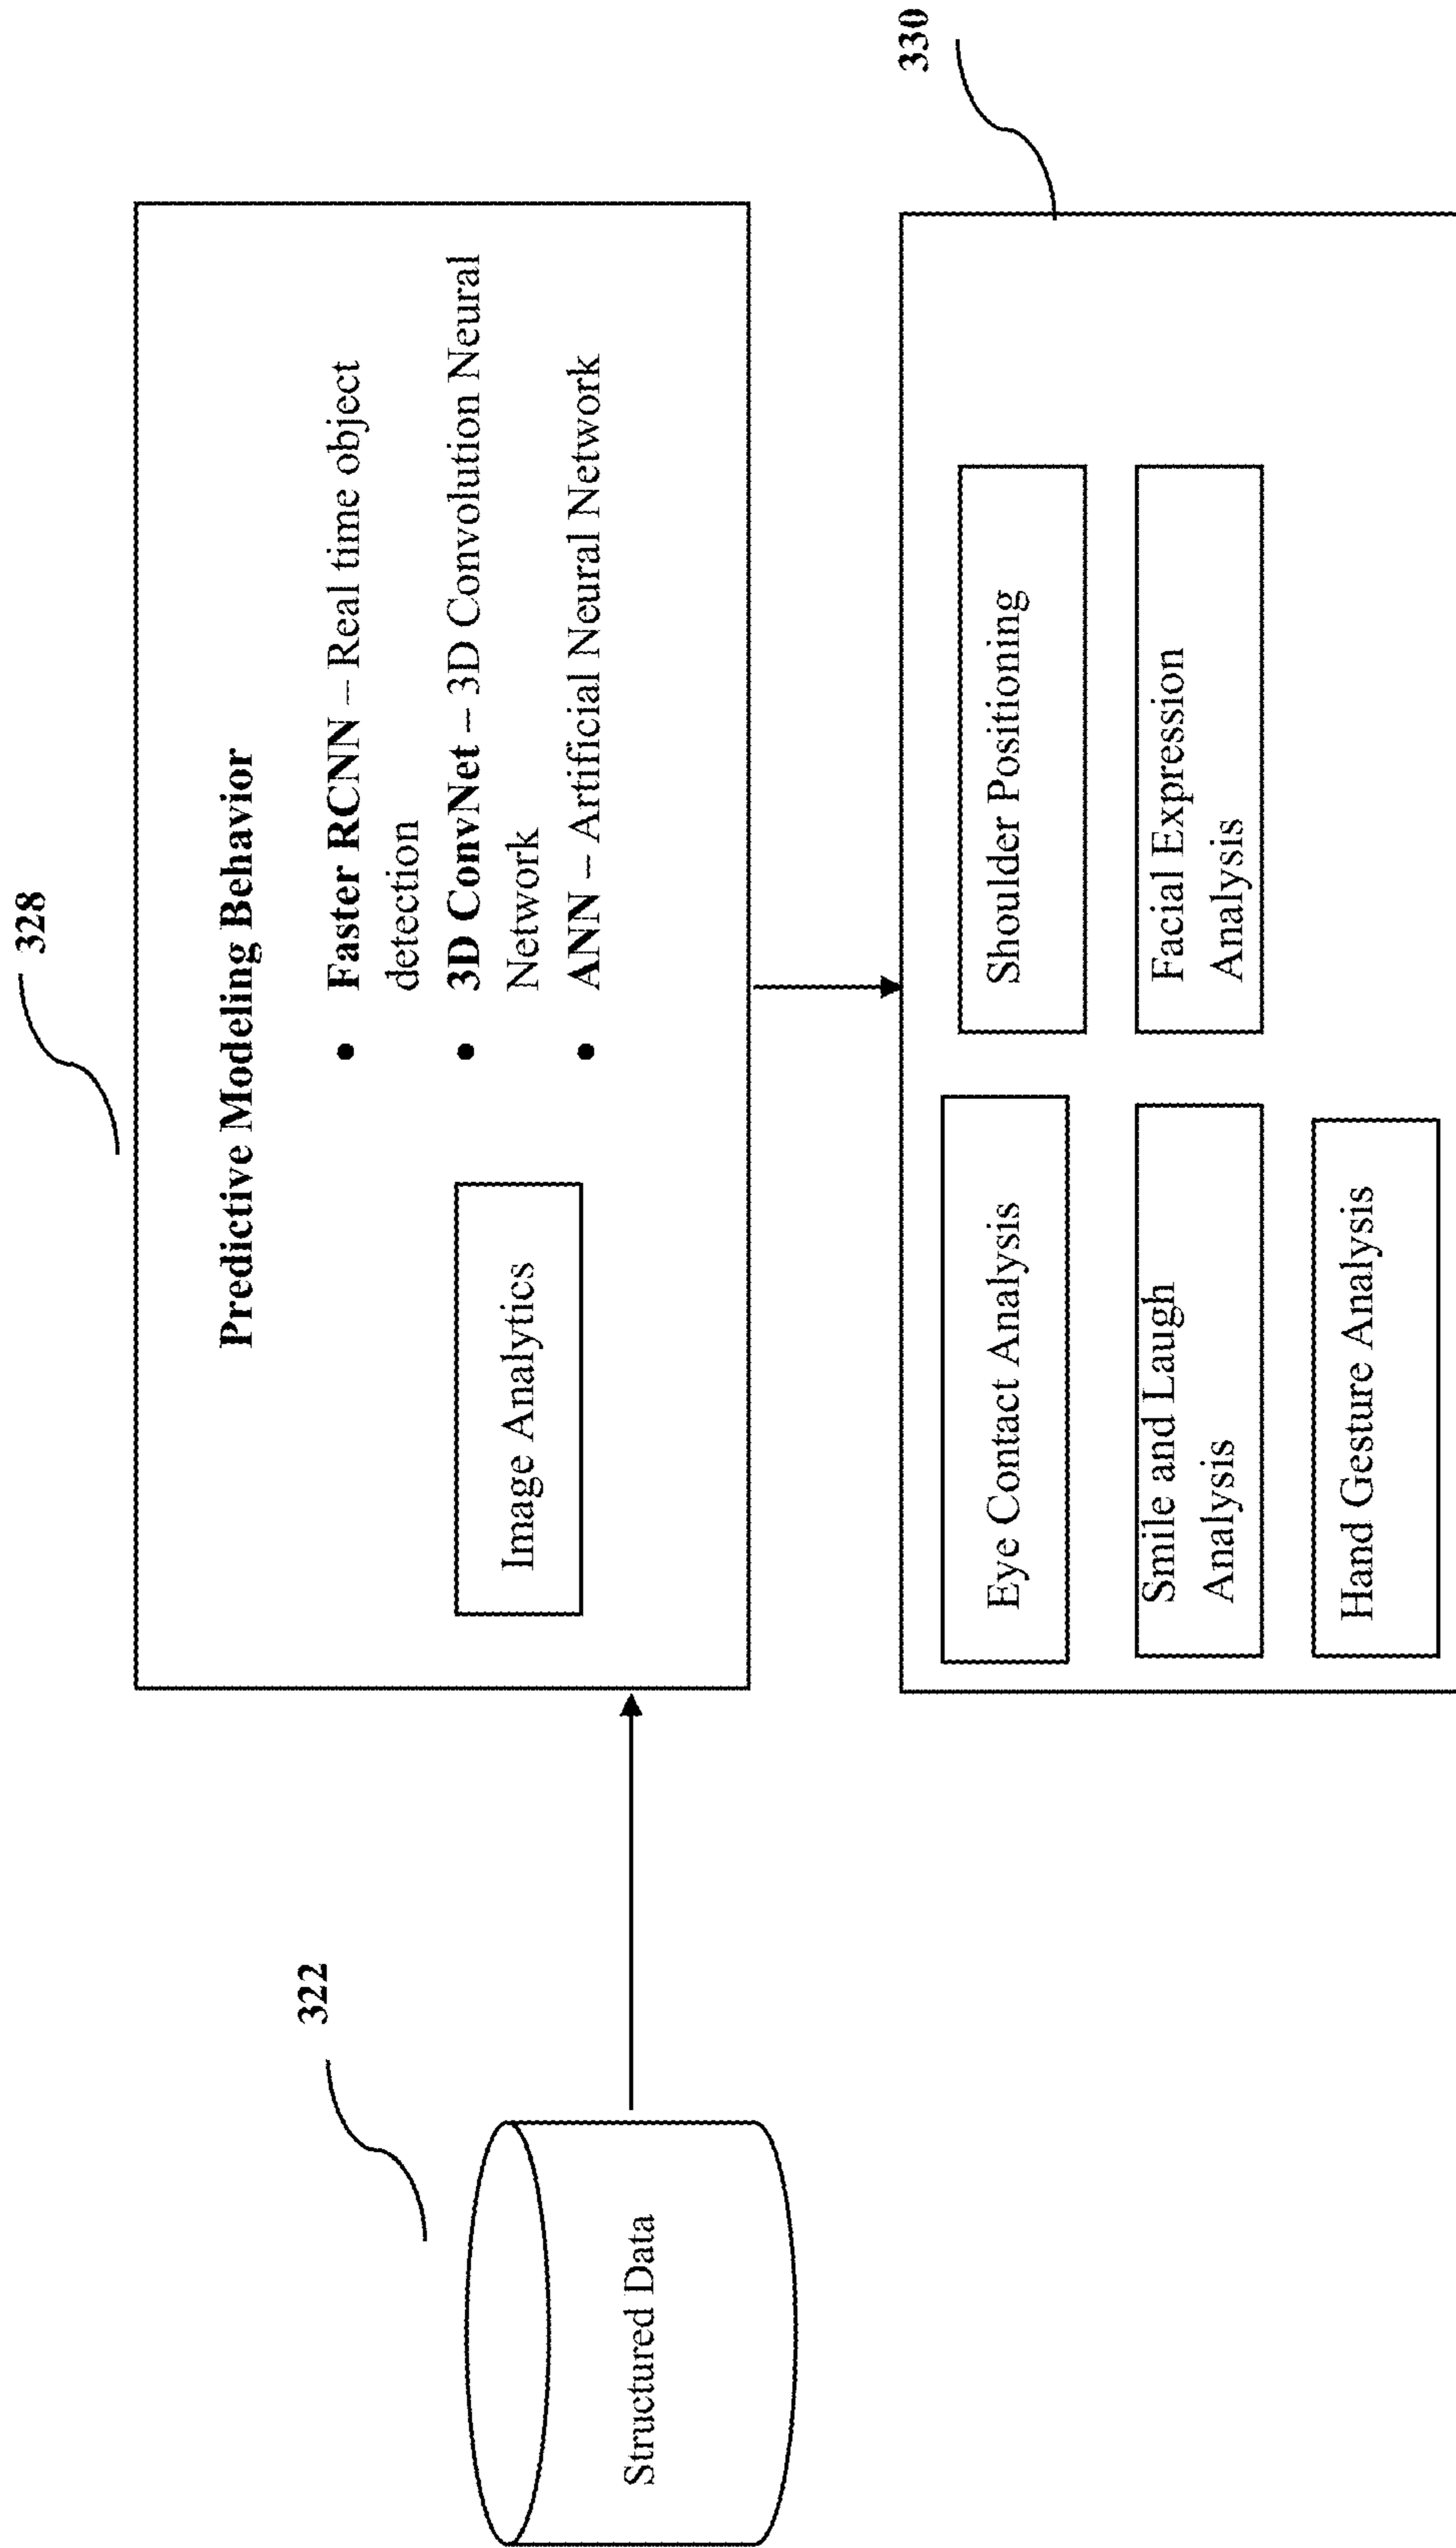 328
Predictive Modeling Behavior
Image Analytics
• Faster RCNN – Real time object
detection
• 3D ConvNet – 3D Convolution Neural
Network
• ANN – Artificial Neural Network
322
Structured Data
330
Eye Contact Analysis
Shoulder Positioning
Smile and Laugh
Analysis
Facial Expression
Analysis
Hand Gesture Analysis